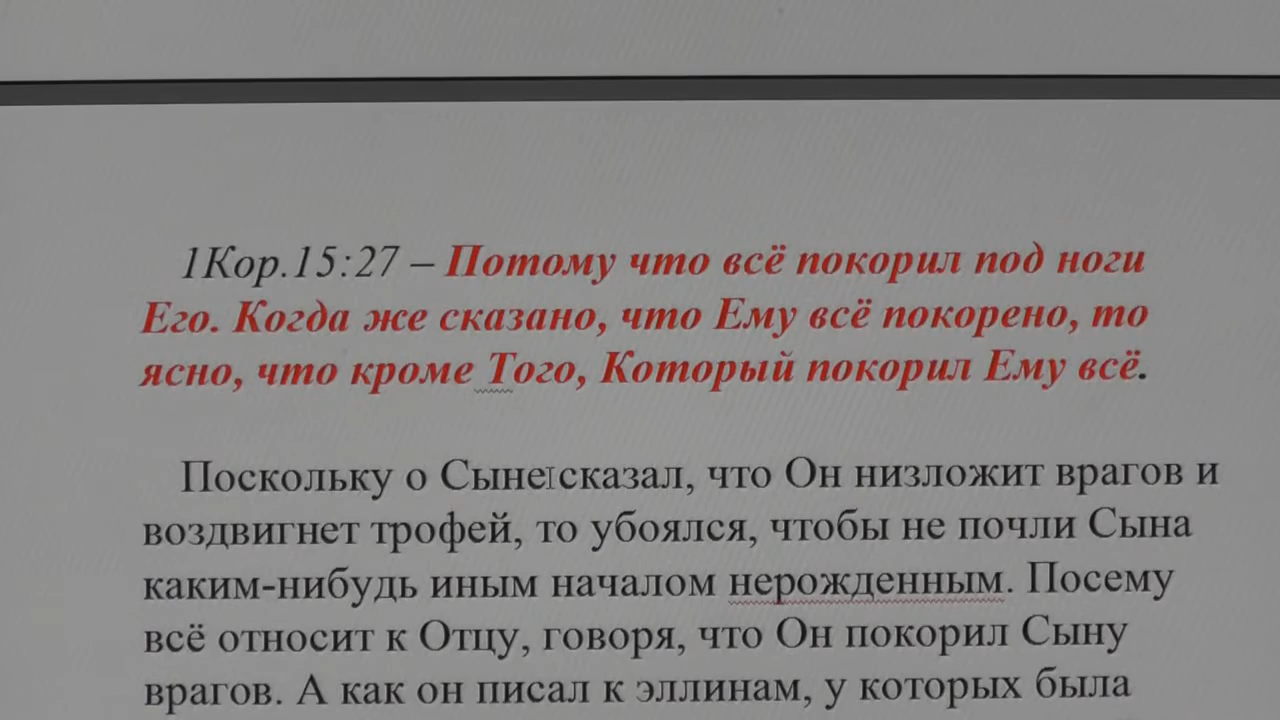 1Кор.15:27 – Потому что всё покорил под ноги
Его. Когда же сказано, что Ему всё покорено, то
ясно, что кроме Того, Который покорил Ему всё.
Поскольку о Сыне сказал, что Он низложит врагов и
воздвигнет трофей, то убоялся, чтобы не почли Сына
каким-нибудь иным началом нерожденным. Посему
всё относит к Отцу, говоря, что Он покорил Сыну
врагов. А как он писал к эллинам, у которых была